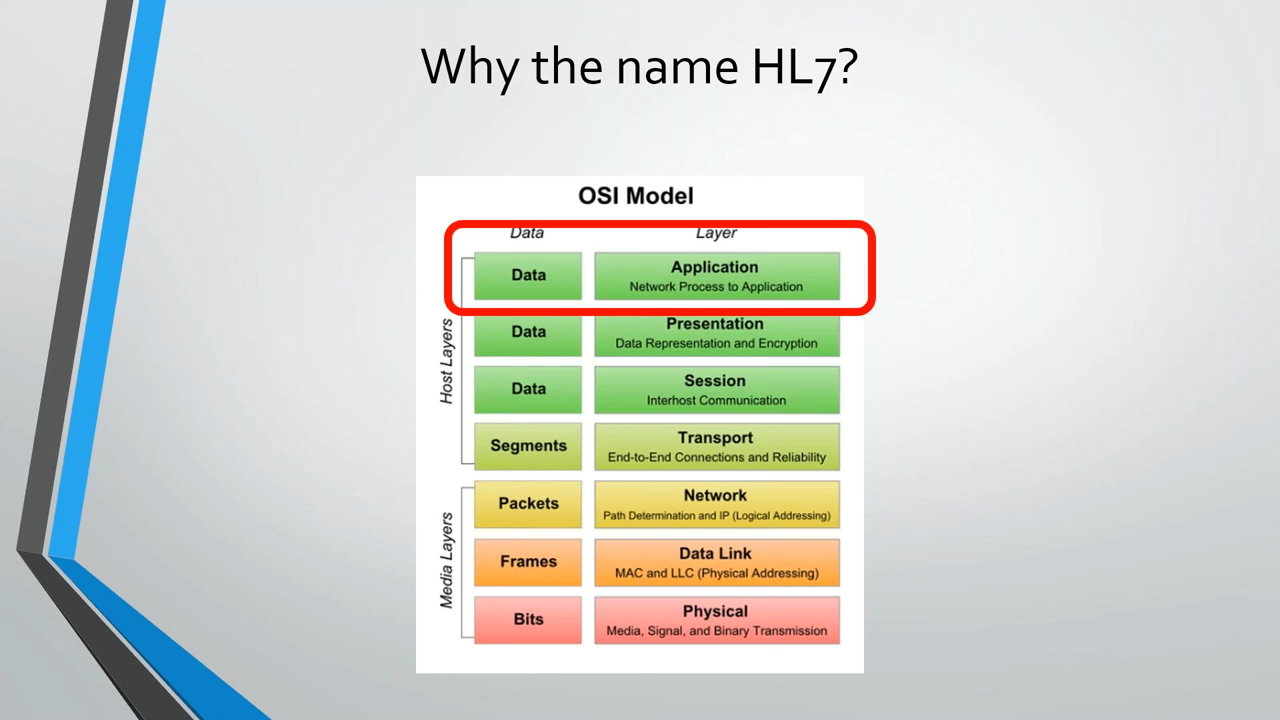 Why the name HL7?
OSI Model
Data Layer
Host Layers
Data Application
Network Process to Application
Data Presentation
Data Representation and Encryption
Data Session
Interhost Communication
Segments Transport
End-to-End Connections and Reliability
Media Layers
Packets Network
Path Determination and IP (Logical Addressing)
Frames Data Link
MAC and LLC (Physical Addressing)
Bits Physical
Media, Signal, and Binary Transmission